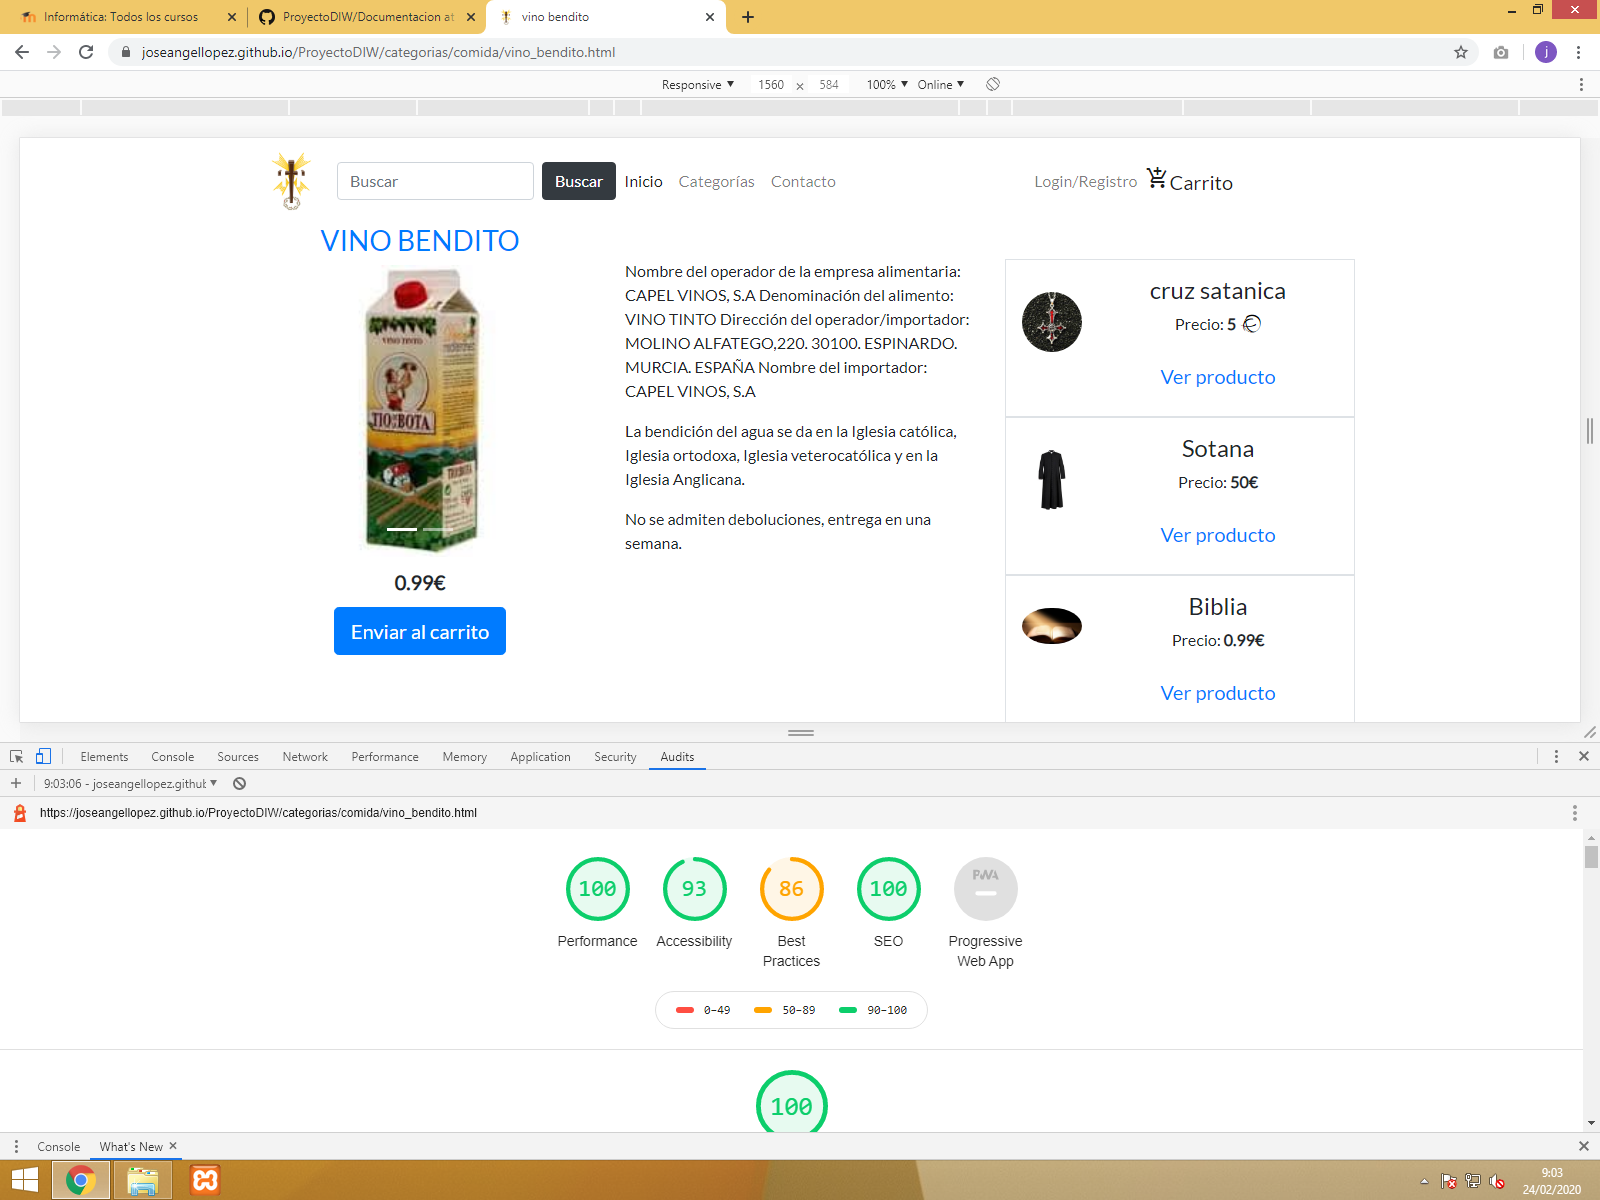 Informática: Todos los cursos
ProyectoDIW/Documentacion at
vino bendito
joseangellopez.github.io/ProyectoDIW/categorias/comida/vino_bendito.html
j
Responsive ▼ 1560 x 584 100% ▼ Online ▼
Buscar
Buscar
Inicio
Categorías
Contacto
Login/Registro
Carrito
VINO BENDITO
VINO TINTO
TIO DE LA BOTA
0.99€
Enviar al carrito
Nombre del operador de la empresa alimentaria:
CAPEL VINOS, S.A Denominación del alimento:
VINO TINTO Dirección del operador/importador:
MOLINO ALFATEGO,220. 30100. ESPINARDO.
MURCIA. ESPAÑA Nombre del importador:
CAPEL VINOS, S.A
La bendición del agua se da en la Iglesia católica,
Iglesia ortodoxa, Iglesia veterocatólica y en la
Iglesia Anglicana.
No se admiten deboluciones, entrega en una
semana.
cruz satanica
Precio: 5 €
Ver producto
Sotana
Precio: 50€
Ver producto
Biblia
Precio: 0.99€
Ver producto
Elements Console Sources Network Performance Memory Application Security Audits
9:03:06 - joseangellopez.github ▼
https://joseangellopez.github.io/ProyectoDIW/categorias/comida/vino_bendito.html
100 93 86 100 PWA
Performance Accessibility Best Practices SEO Progressive Web App
0–49 50–89 90–100
100
Console What's New
9:03
24/02/2020